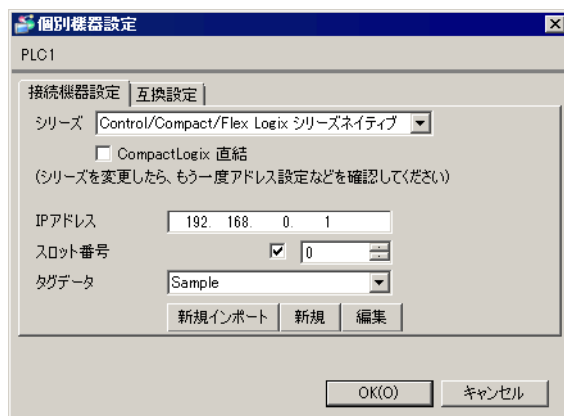 個別機器設定
PLC1
接続機器設定 互換設定
シリーズ Control/Compact/Flex Logix シリーズネイティブ
CompactLogix 直結
(シリーズを変更したら、もう一度アドレス設定などを確認してください)
IPアドレス 192. 168. 0. 1
スロット番号 0
タグデータ Sample
新規インポート 新規 編集
OK(O) キャンセル